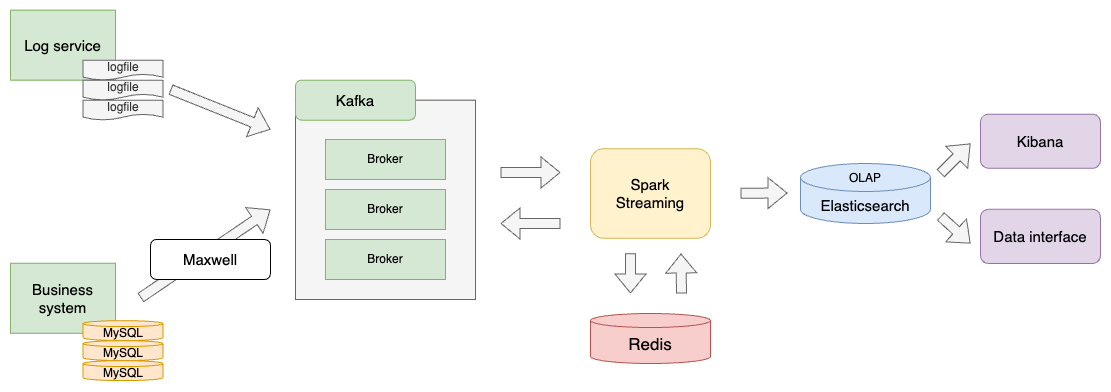 Log service
logfile
logfile
logfile
Kafka
Broker
Broker
Broker
Maxwell
Business
system
MySQL
MySQL
MySQL
Spark
Streaming
Redis
OLAP
Elasticsearch
Kibana
Data interface